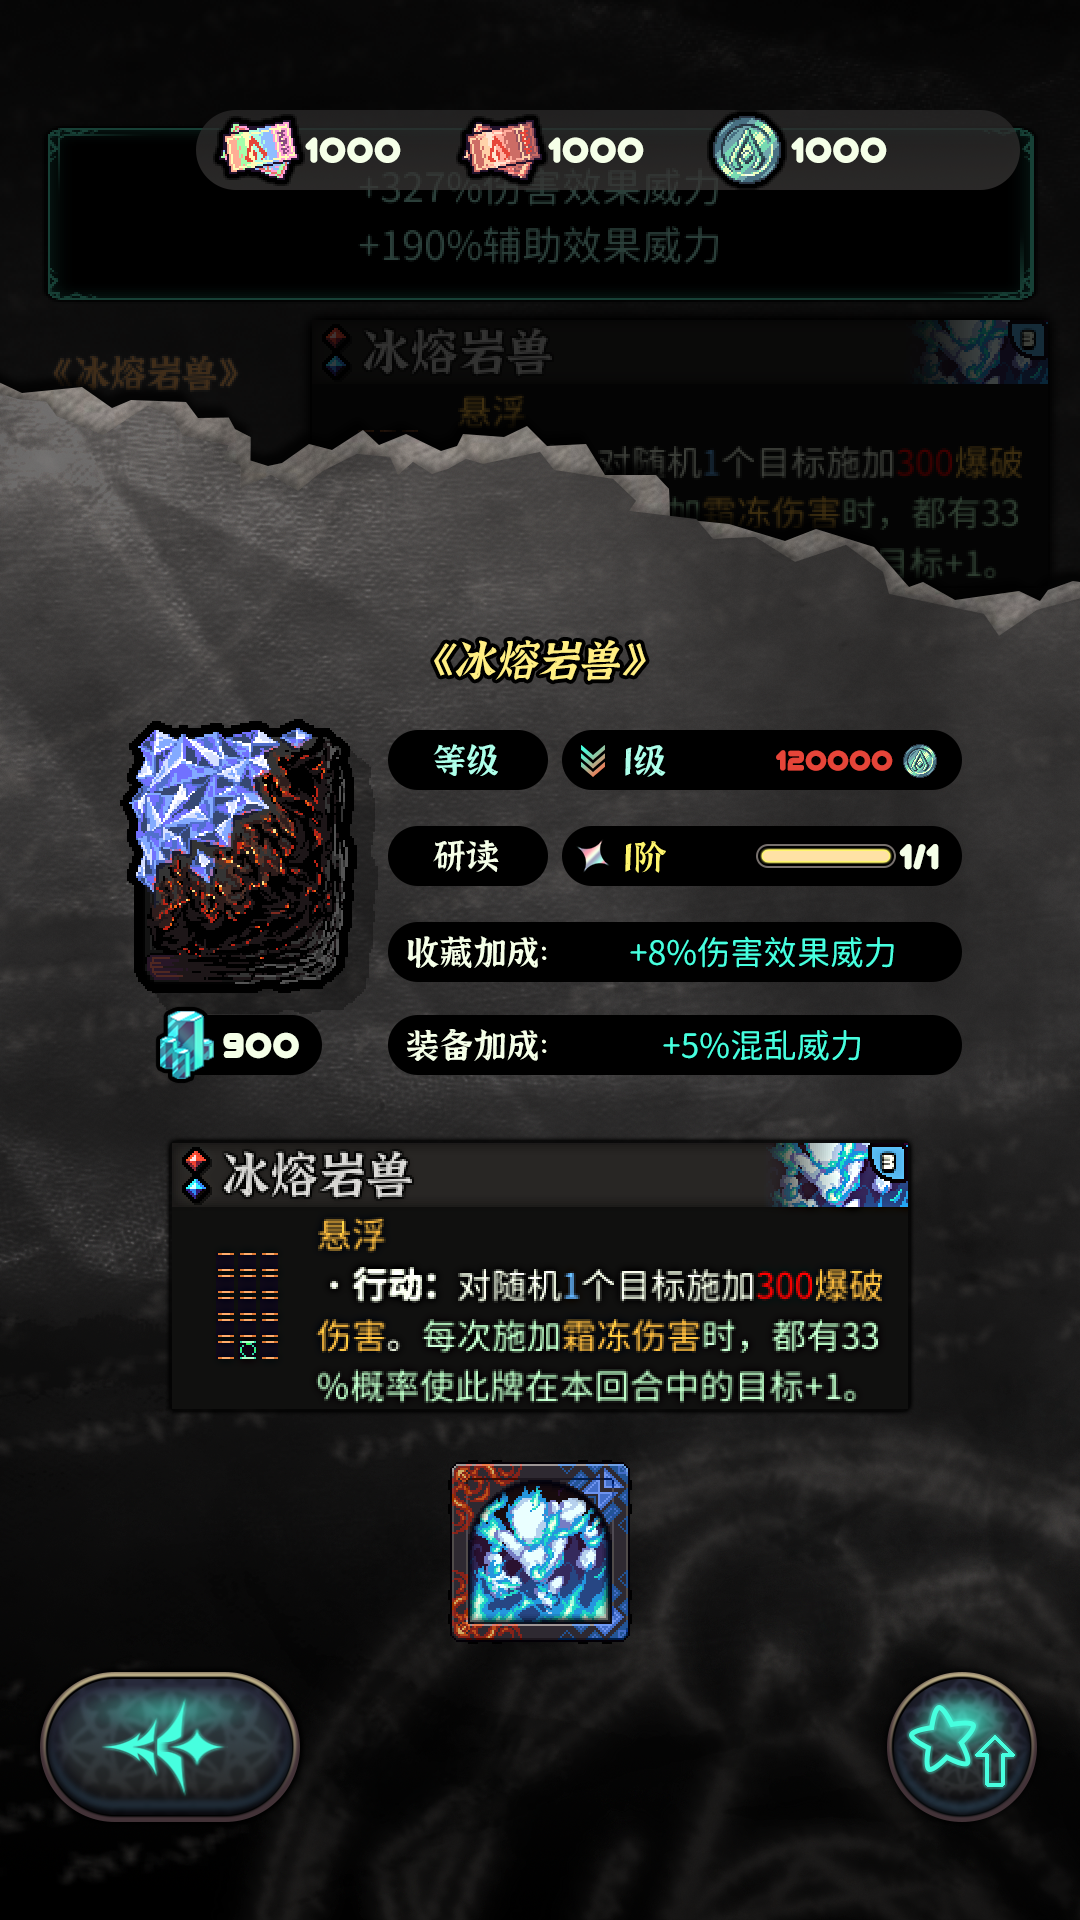 1000 1000 1000
+327%伤害效果威力
+190%辅助效果威力
《冰熔岩兽》
冰熔岩兽 3
悬浮
对随机1个目标施加300爆破
加霜冻伤害时，都有33
目标+1。
《冰熔岩兽》
等级 1级 120000
研读 1阶 1/1
收藏加成： +8%伤害效果威力
900 装备加成： +5%混乱威力
冰熔岩兽 3
悬浮
·行动：对随机1个目标施加300爆破
伤害。每次施加霜冻伤害时，都有33
%概率使此牌在本回合中的目标+1。